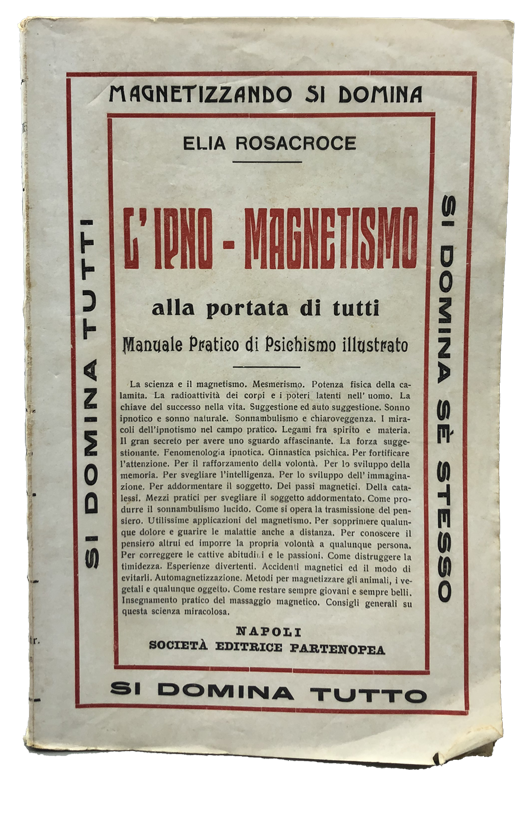 MAGNETIZZANDO SI DOMINA
ELIA ROSACROCE
L'IPNO - MAGNETISMO
alla portata di tutti
Manuale Pratico di Psichismo illustrato
La scienza e il magnetismo. Mesmerismo. Potenza fisica della ca-
lamita. La radioattività dei corpi e i poteri latenti nell'uomo. La
chiave del successo nella vita. Suggestione ed auto suggestione. Sonno
ipnotico e sonno naturale. Sonnambulismo e chiaroveggenza. I mira-
coli dell'ipnotismo nel campo pratico. Legami fra spirito e materia.
Il gran secreto per avere uno sguardo affascinante. La forza sugge-
stionante. Fenomenologia ipnotica. Ginnastica psichica. Per fortificare
l'attenzione. Per il rafforzamento della volontà. Per lo sviluppo della
memoria. Per svegliare l'intelligenza. Per lo sviluppo dell'immagina-
zione. Per addormentare il soggetto. Dei passi magnetici. Della cata-
lessi. Mezzi pratici per svegliare il soggetto addormentato. Come pro-
durre il sonnambulismo lucido. Come si opera la trasmissione del pen-
siero. Utilissime applicazioni del magnetismo. Per sopprimere qualun-
que dolore e guarire le malattie anche a distanza. Per conoscere il
pensiero altrui ed imporre la propria volontà a qualunque persona.
Per correggere le cattive abitudini e le passioni. Come distruggere la
timidezza. Esperienze divertenti. Accidenti magnetici ed il modo di
evitarli. Automagnetizzazione. Metodi per magnetizzare gli animali, i ve-
getali e qualunque oggetto. Come restare sempre giovani e sempre belli.
Insegnamento pratico del massaggio magnetico. Consigli generali su
questa scienza miracolosa.
NAPOLI
SOCIETÀ EDITRICE PARTENOPEA
SI DOMINA TUTTI
SI DOMINA SÈ STESSO
SI DOMINA TUTTO